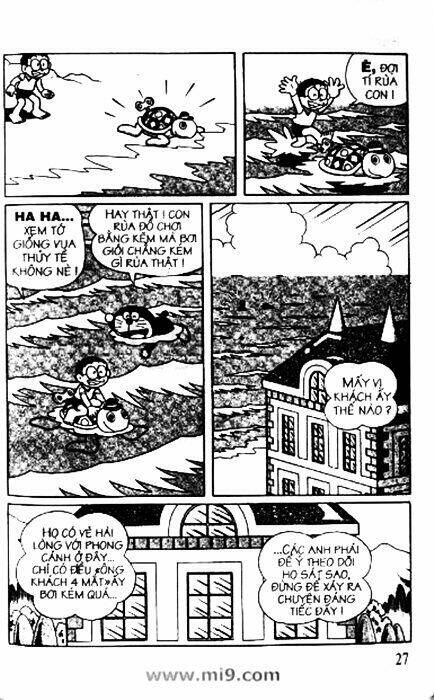 Ê, ĐỢI
TÍ RÙA
CON !
HA HA...
XEM TỚ
GIỐNG VUA
THỦY TỀ
KHÔNG NÈ !
HAY THẬT ! CON
RÙA ĐỒ CHƠI
BẰNG KẼM MÀ BƠI
GIỎI CHẲNG KÉM
GÌ RÙA THẬT !
MẤY VỊ
KHÁCH ẤY
THẾ NÀO ?
HỌ CÓ VẺ HÀI
LÒNG VỚI PHONG
CẢNH Ở ĐÂY...
CHỈ CÓ ĐIỀU «ÔNG
KHÁCH 4 MẮT» ẤY
BƠI KÉM QUÁ...
...CÁC ANH PHẢI
ĐỂ Ý THEO DÕI
HỌ SÁT SAO,
ĐỪNG ĐỂ XẢY RA
CHUYỆN ĐÁNG
TIẾC ĐẤY !
27
www.mi9.com